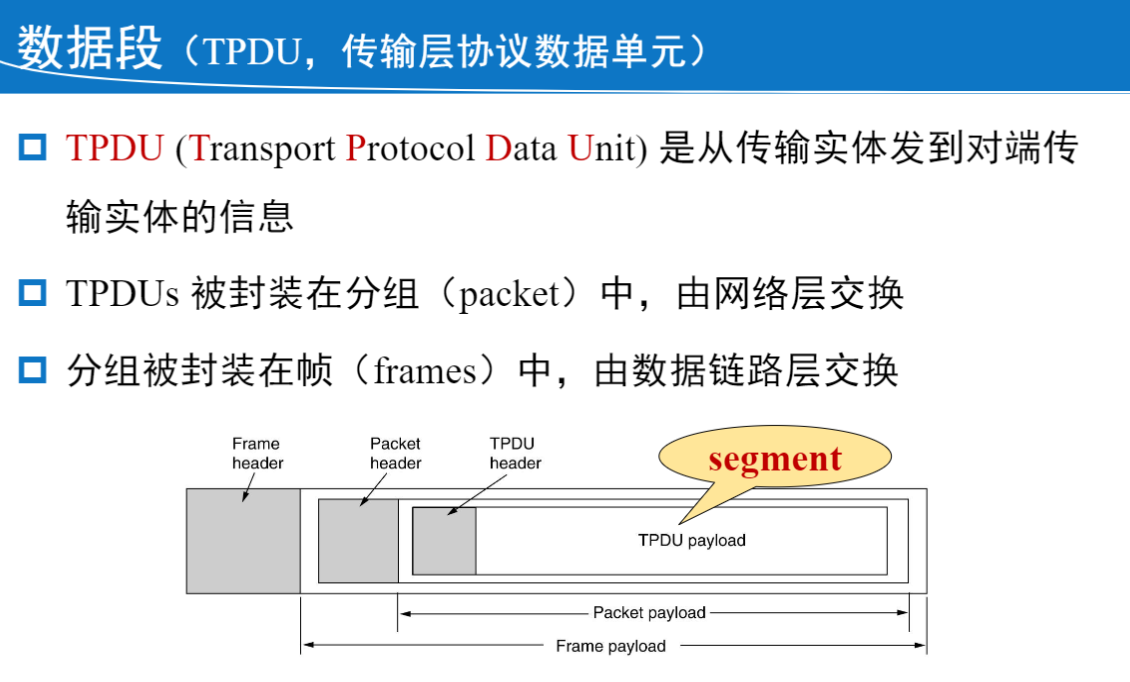 数据段（TPDU，传输层协议数据单元）
TPDU (Transport Protocol Data Unit) 是从传输实体发到对端传
输实体的信息
TPDUs 被封装在分组（packet）中，由网络层交换
分组被封装在帧（frames）中，由数据链路层交换
Frame
header
Packet
header
TPDU
header
segment
TPDU payload
Packet payload
Frame payload